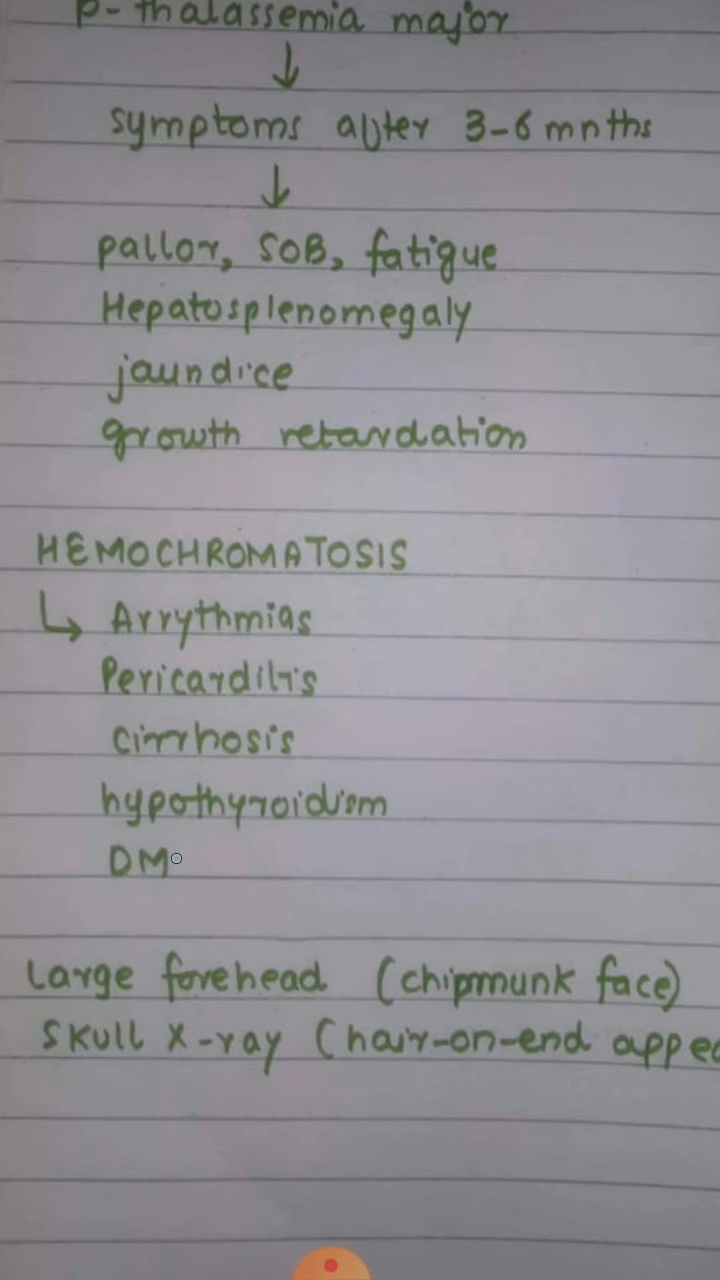 β-thalassemia major
↓
symptoms after 3-6 mnths
↓
pallor, SOB, fatigue
Hepatosplenomegaly
jaundice
growth retardation
HEMOCHROMATOSIS
↳ Arrythmias
Pericarditis
cirrhosis
hypothyroidism
DM
Large forehead (chipmunk face)
Skull X-ray (hair-on-end appea